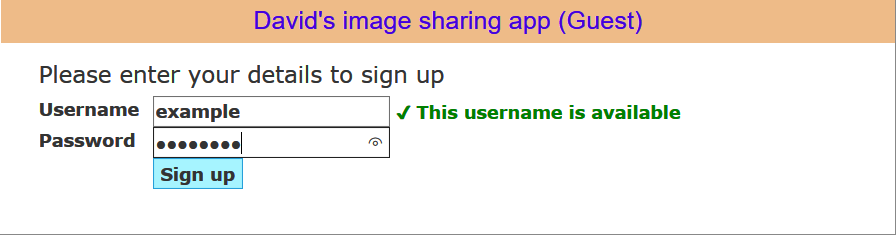 David's image sharing app (Guest)
Please enter your details to sign up
Username example ✔ This username is available
Password ••••••••
Sign up